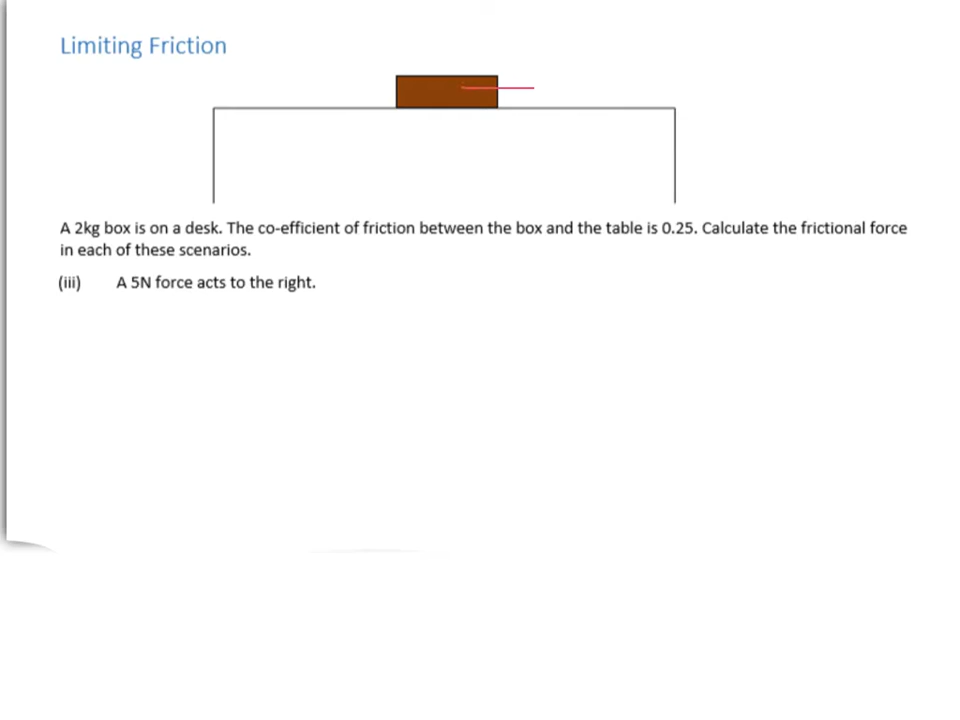 Limiting Friction
A 2kg box is on a desk. The co-efficient of friction between the box and the table is 0.25. Calculate the frictional force
in each of these scenarios.
(iii) A 5N force acts to the right.